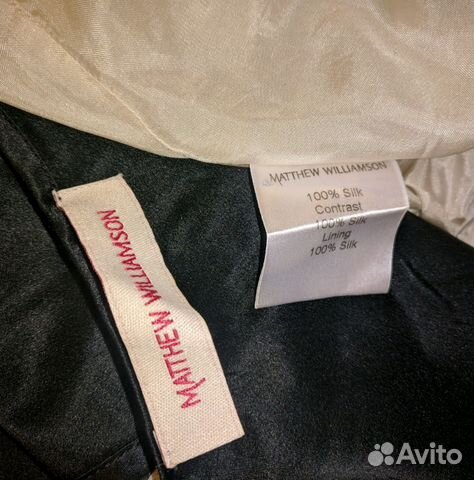 MATTHEW WILLIAMSON
100% Silk
Contrast
100% Silk
Lining
100% Silk
MATTHEW WILLIAMSON
Avito